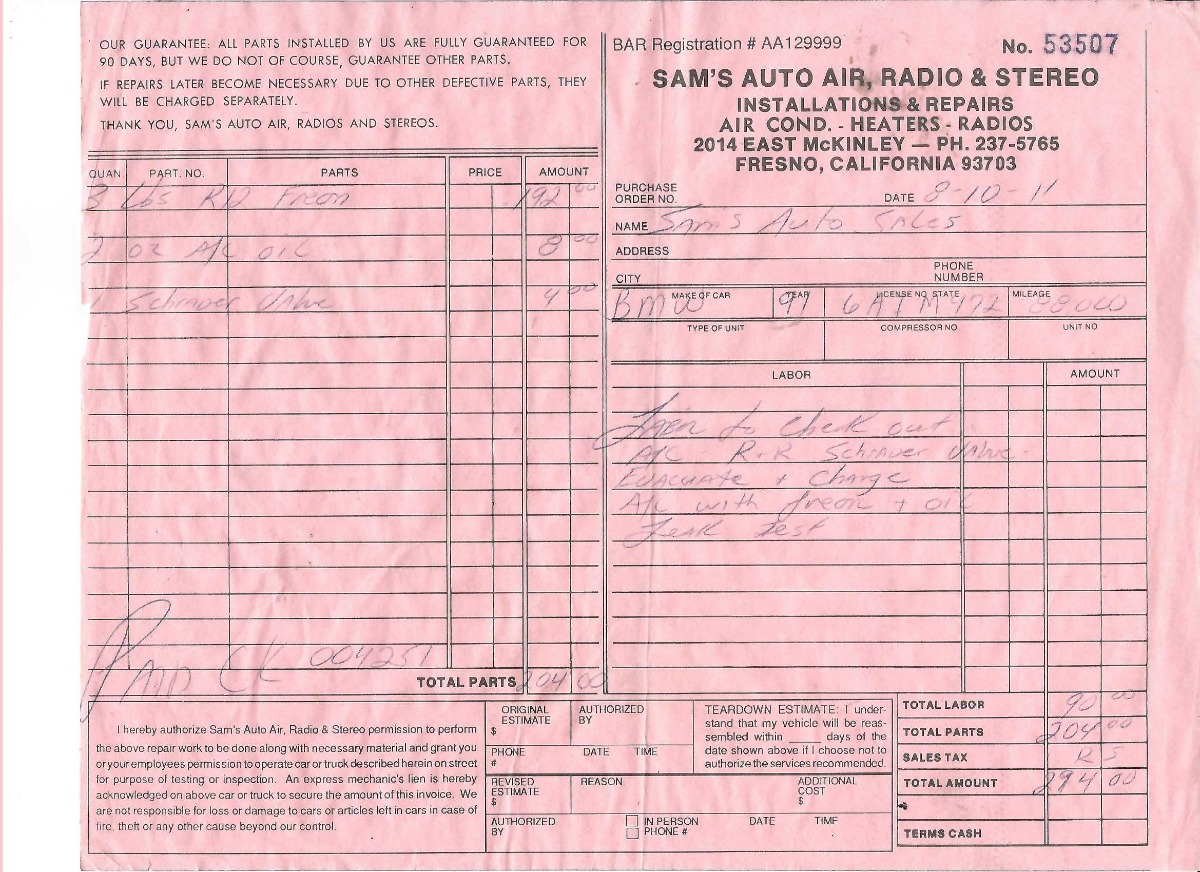 OUR GUARANTEE: ALL PARTS INSTALLED BY US ARE FULLY GUARANTEED FOR
90 DAYS, BUT WE DO NOT OF COURSE, GUARANTEE OTHER PARTS.
IF REPAIRS LATER BECOME NECESSARY DUE TO OTHER DEFECTIVE PARTS, THEY
WILL BE CHARGED SEPARATELY.
THANK YOU, SAM'S AUTO AIR, RADIOS AND STEREOS.
QUAN. PART. NO. PARTS PRICE AMOUNT
3 Lbs R12 Freon 192 00
2 oz A/C oil 8 00
1 Schraver Valve 4 00
PAID CK 004251
TOTAL PARTS 204 00
BAR Registration # AA129999 No. 53507
SAM'S AUTO AIR, RADIO & STEREO
INSTALLATIONS & REPAIRS
AIR COND. - HEATERS - RADIOS
2014 EAST McKINLEY — PH. 237-5765
FRESNO, CALIFORNIA 93703
PURCHASE
ORDER NO. DATE 8-10-11
NAME Sam's Auto Sales
ADDRESS
CITY PHONE
NUMBER
MAKE OF CAR YEAR LICENSE NO. STATE MILEAGE
BMW 91
TYPE OF UNIT COMPRESSOR NO UNIT NO
LABOR AMOUNT
to check out
A/C - R+R Schraver Valve -
Evacuate + Charge
A/C with freon + oil
Leak Test
I hereby authorize Sam's Auto Air, Radio & Stereo permission to perform
the above repair work to be done along with necessary material and grant you
or your employees permission to operate car or truck described herein on street
for purpose of testing or inspection. An express mechanic's lien is hereby
acknowledged on above car or truck to secure the amount of this invoice. We
are not responsible for loss or damage to cars or articles left in cars in case of
fire, theft or any other cause beyond our control.
ORIGINAL
ESTIMATE
$
AUTHORIZED
BY
PHONE
#
DATE TIME
REVISED
ESTIMATE
$
REASON
ADDITIONAL
COST
$
AUTHORIZED
BY
IN PERSON
PHONE #
DATE TIME
TEARDOWN ESTIMATE: I under-
stand that my vehicle will be reas-
sembled within _____ days of the
date shown above if I choose not to
authorize the services recommended.
TOTAL LABOR 90 00
TOTAL PARTS 204 00
SALES TAX RS
TOTAL AMOUNT 294 00
TERMS CASH